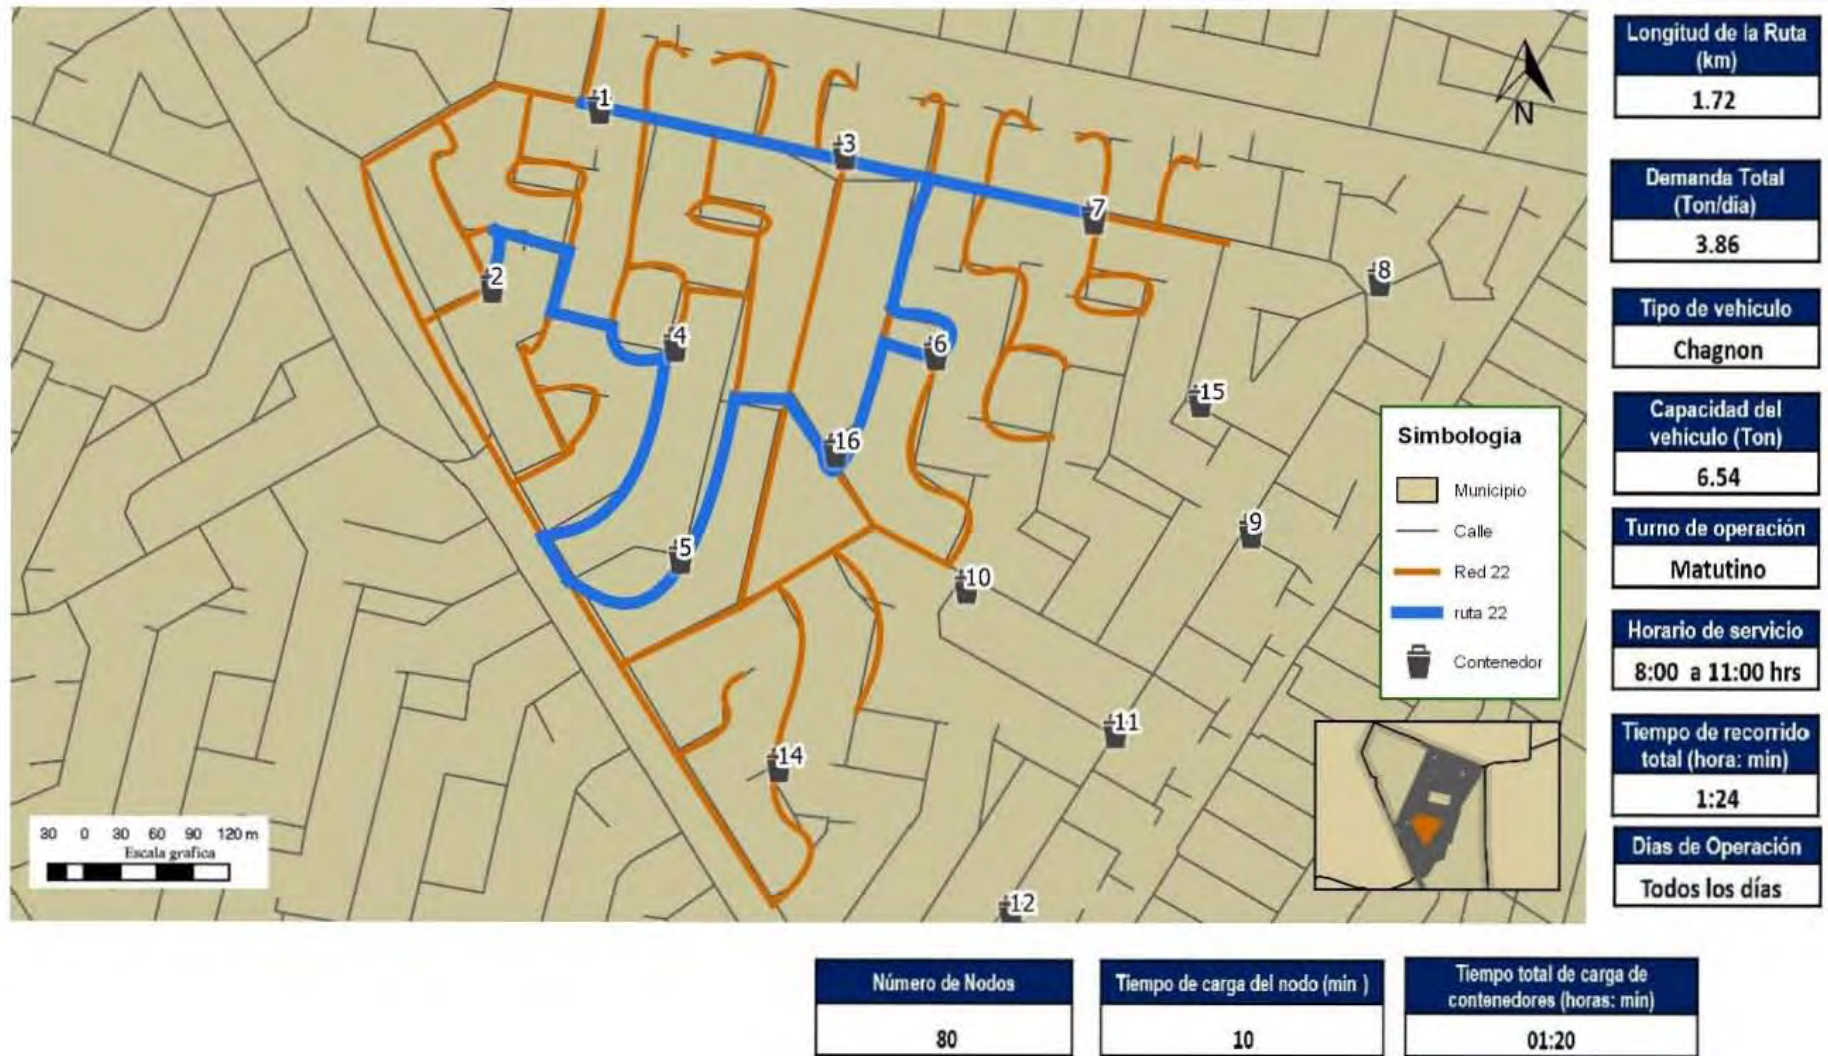 1
3
7
2
8
4
6
15
16
5
9
10
11
14
12
N
Simbología
Municipio
Calle
Red 22
ruta 22
Contenedor
30 0 30 60 90 120 m
Escala grafica
Longitud de la Ruta
(km)
1.72
Demanda Total
(Ton/día)
3.86
Tipo de vehículo
Chagnon
Capacidad del
vehículo (Ton)
6.54
Turno de operación
Matutino
Horario de servicio
8:00 a 11:00 hrs
Tiempo de recorrido
total (hora: min)
1:24
Días de Operación
Todos los días
Número de Nodos
80
Tiempo de carga del nodo (min )
10
Tiempo total de carga de
contenedores (horas: min)
01:20